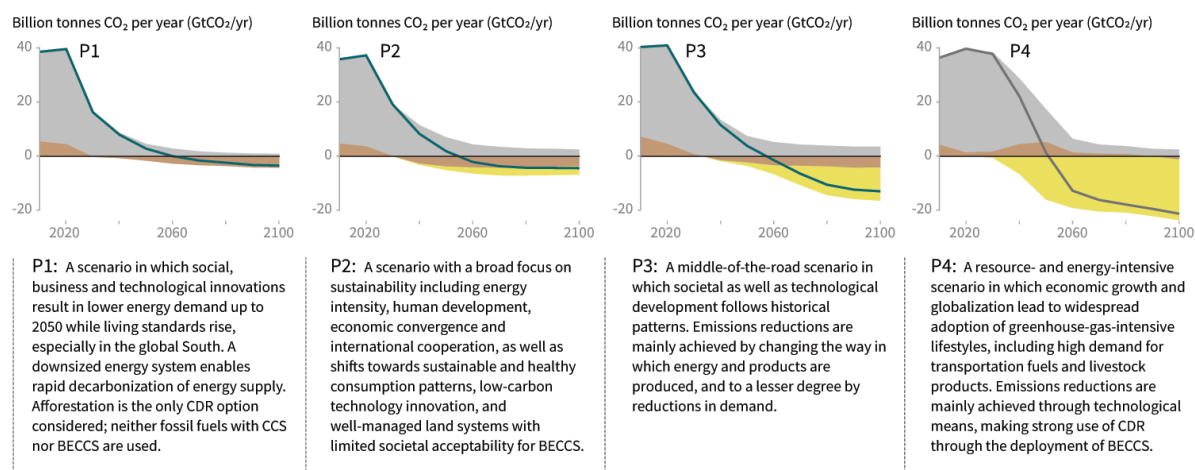 Billion tonnes CO₂ per year (GtCO₂/yr)
40
P1
20
0
-20
2020
2060
2100
Billion tonnes CO₂ per year (GtCO₂/yr)
40
P2
20
0
-20
2020
2060
2100
Billion tonnes CO₂ per year (GtCO₂/yr)
40
P3
20
0
-20
2020
2060
2100
Billion tonnes CO₂ per year (GtCO₂/yr)
40
P4
20
0
-20
2020
2060
2100
P1: A scenario in which social,
business and technological innovations
result in lower energy demand up to
2050 while living standards rise,
especially in the global South. A
downsized energy system enables
rapid decarbonization of energy supply.
Afforestation is the only CDR option
considered; neither fossil fuels with CCS
nor BECCS are used.
P2: A scenario with a broad focus on
sustainability including energy
intensity, human development,
economic convergence and
international cooperation, as well as
shifts towards sustainable and healthy
consumption patterns, low-carbon
technology innovation, and
well-managed land systems with
limited societal acceptability for BECCS.
P3: A middle-of-the-road scenario in
which societal as well as technological
development follows historical
patterns. Emissions reductions are
mainly achieved by changing the way in
which energy and products are
produced, and to a lesser degree by
reductions in demand.
P4: A resource- and energy-intensive
scenario in which economic growth and
globalization lead to widespread
adoption of greenhouse-gas-intensive
lifestyles, including high demand for
transportation fuels and livestock
products. Emissions reductions are
mainly achieved through technological
means, making strong use of CDR
through the deployment of BECCS.